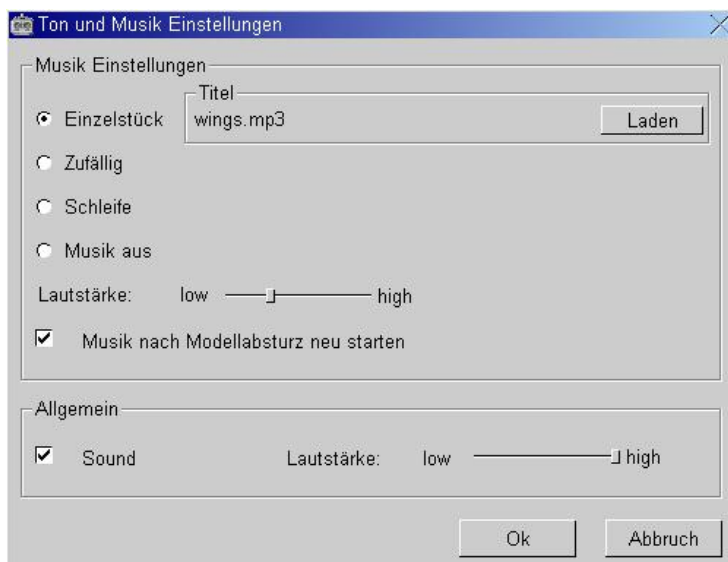 Ton und Musik Einstellungen
Musik Einstellungen
Titel
Einzelstück wings.mp3 Laden
Zufällig
Schleife
Musik aus
Lautstärke: low high
Musik nach Modellabsturz neu starten
Allgemein
Sound Lautstärke: low high
Ok Abbruch